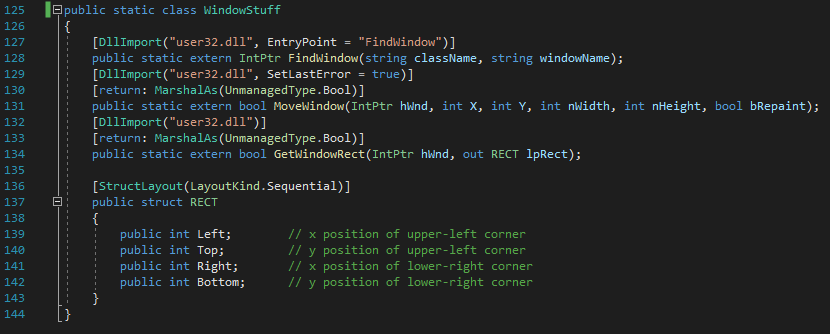 125 public static class WindowStuff
126 {
127 [DllImport("user32.dll", EntryPoint = "FindWindow")]
128 public static extern IntPtr FindWindow(string className, string windowName);
129 [DllImport("user32.dll", SetLastError = true)]
130 [return: MarshalAs(UnmanagedType.Bool)]
131 public static extern bool MoveWindow(IntPtr hWnd, int X, int Y, int nWidth, int nHeight, bool bRepaint);
132 [DllImport("user32.dll")]
133 [return: MarshalAs(UnmanagedType.Bool)]
134 public static extern bool GetWindowRect(IntPtr hWnd, out RECT lpRect);
135
136 [StructLayout(LayoutKind.Sequential)]
137 public struct RECT
138 {
139 public int Left; // x position of upper-left corner
140 public int Top; // y position of upper-left corner
141 public int Right; // x position of lower-right corner
142 public int Bottom; // y position of lower-right corner
143 }
144 }